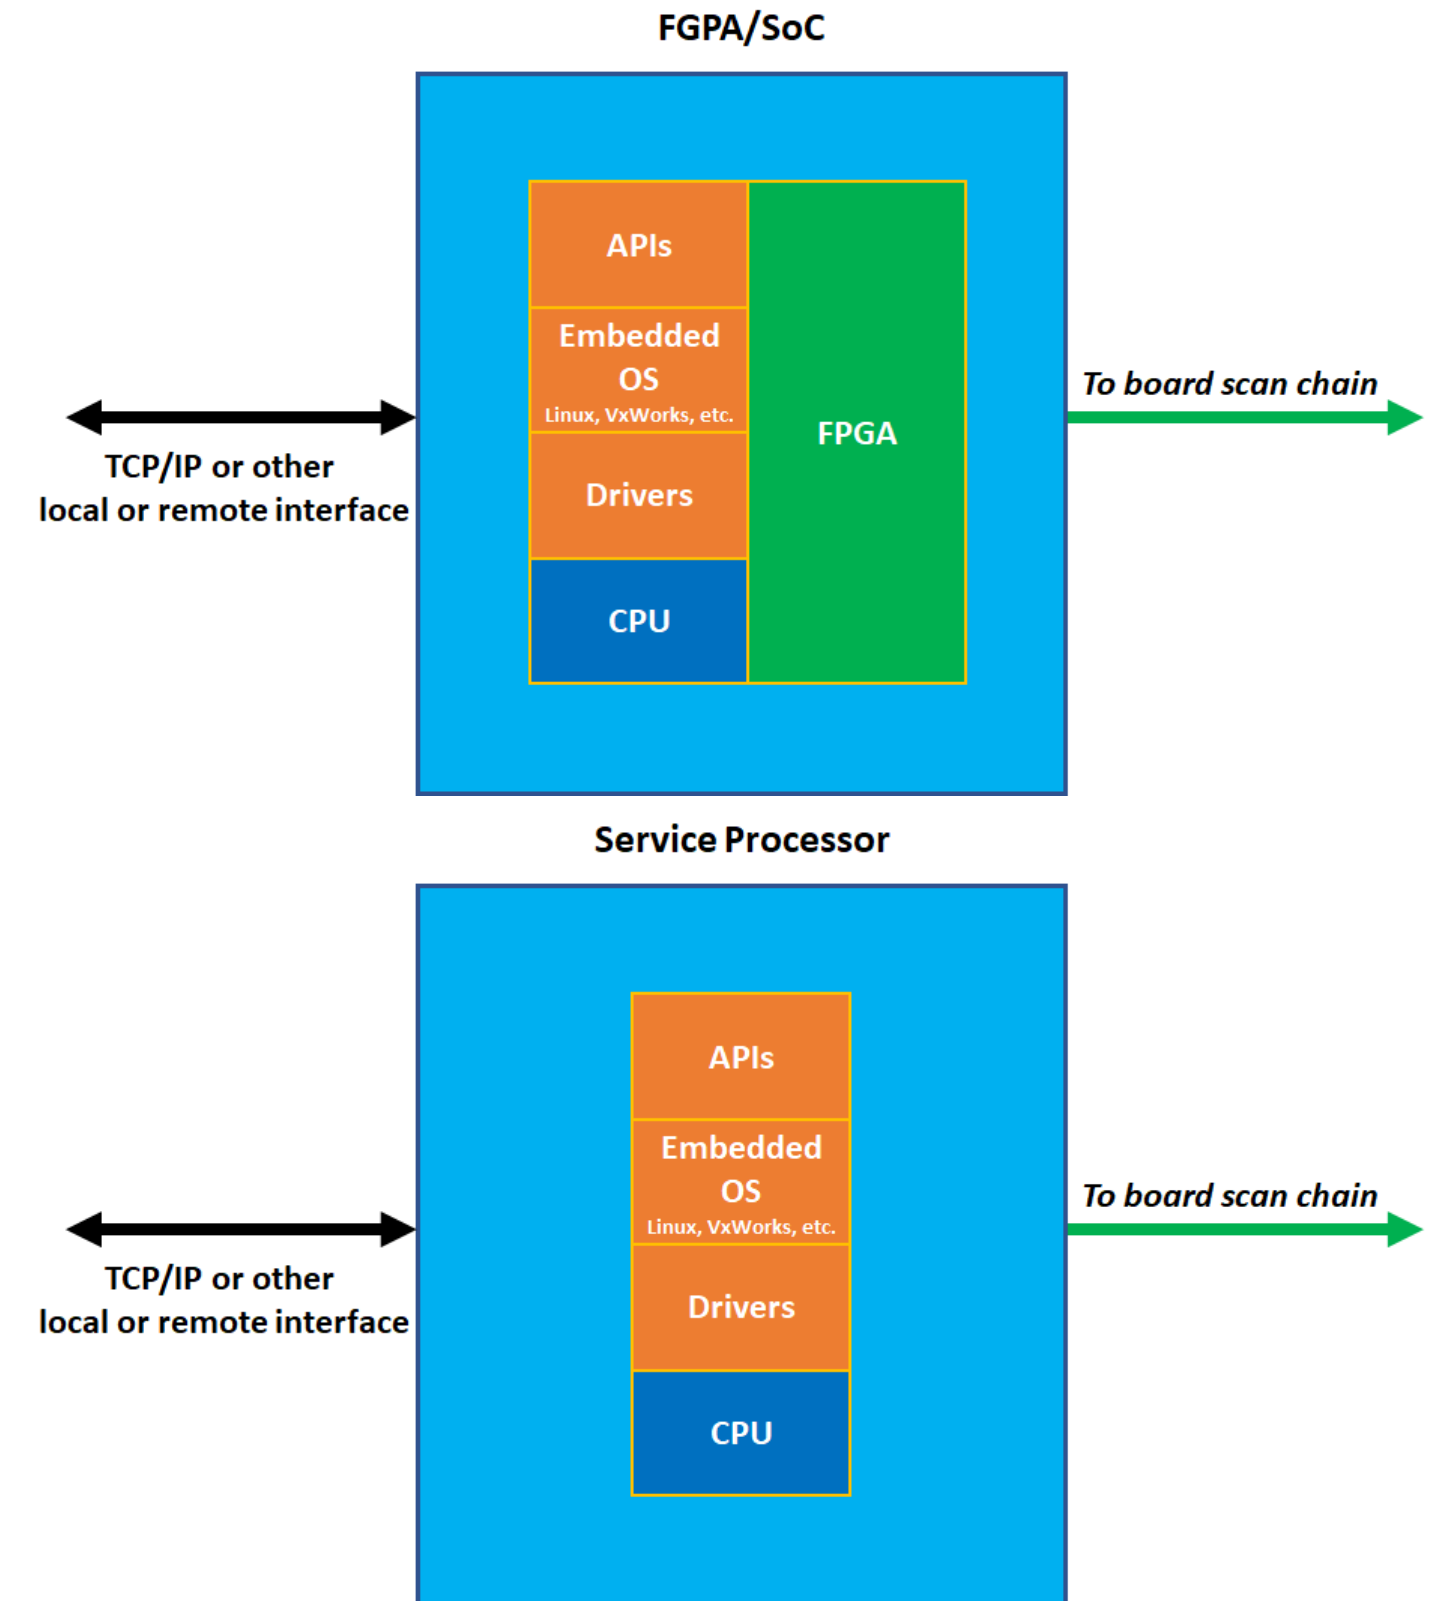 FGPA/SoC
APIs
Embedded
OS
Linux, VxWorks, etc.
Drivers
CPU
FPGA
TCP/IP or other
local or remote interface
To board scan chain
Service Processor
APIs
Embedded
OS
Linux, VxWorks, etc.
Drivers
CPU
TCP/IP or other
local or remote interface
To board scan chain